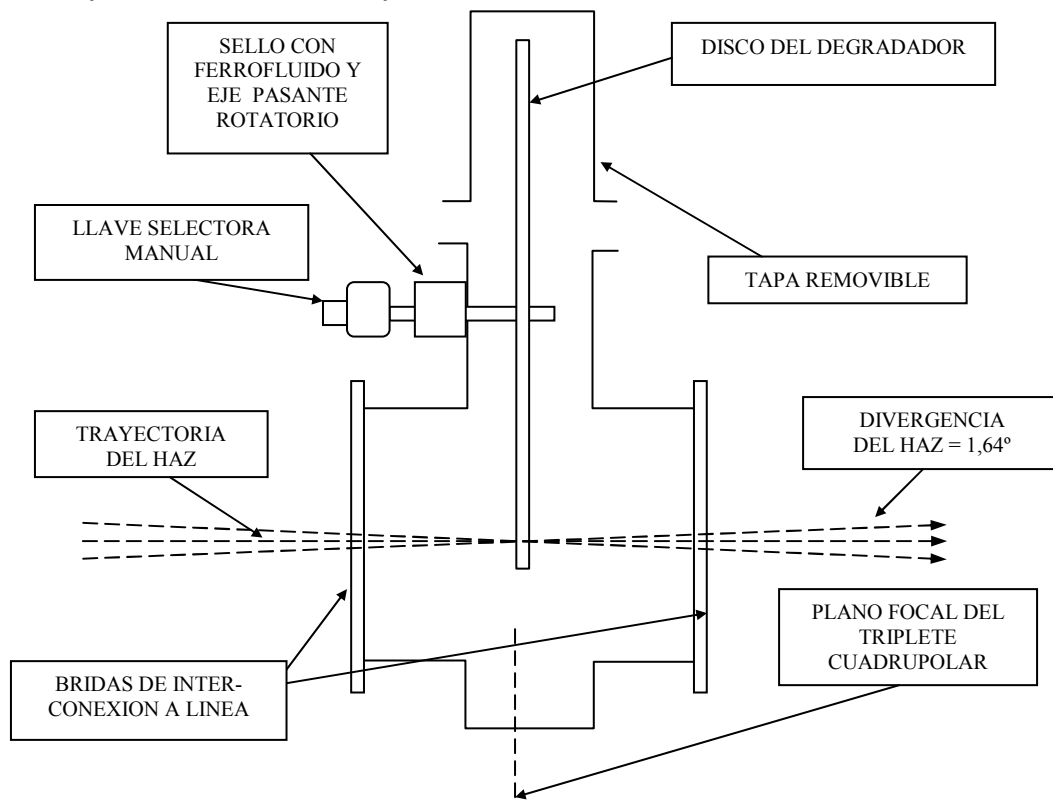 SELLO CON
FERROFLUIDO Y
EJE PASANTE
ROTATORIO
DISCO DEL DEGRADADOR
LLAVE SELECTORA
MANUAL
TAPA REMOVIBLE
TRAYECTORIA
DEL HAZ
DIVERGENCIA
DEL HAZ = 1,64º
PLANO FOCAL DEL
TRIPLETE
CUADRUPOLAR
BRIDAS DE INTER-
CONEXION A LINEA